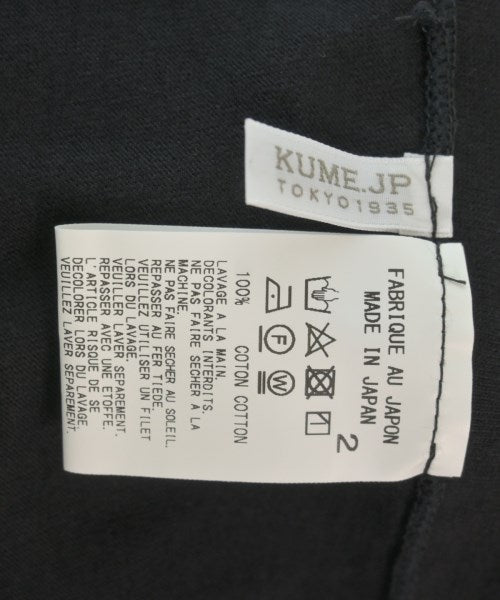 KUME.JP
TOKYO1935
FABRIQUE AU JAPON
MADE IN JAPAN
2
P W
100% COTON COTTON
LAVAGE A LA MAIN.
DECOLORANTS INTERDITS.
NE PAS FAIRE SECHER A LA
MACHINE.
NE PAS FAIRE SECHER AU SOLEIL.
REPASSER AU FER TIEDE.
VEUILLEZ UTILISER UN FILET
LORS DU LAVAGE.
VEUILLER LAVER SEPAREMENT.
REPASSER AVEC UNE ETOFFE.
L'ARTICLE RISQUE DE SE
DECOLORER LORS DU LAVAGE.
VEUILLEZ LAVER SEPAREMENT.